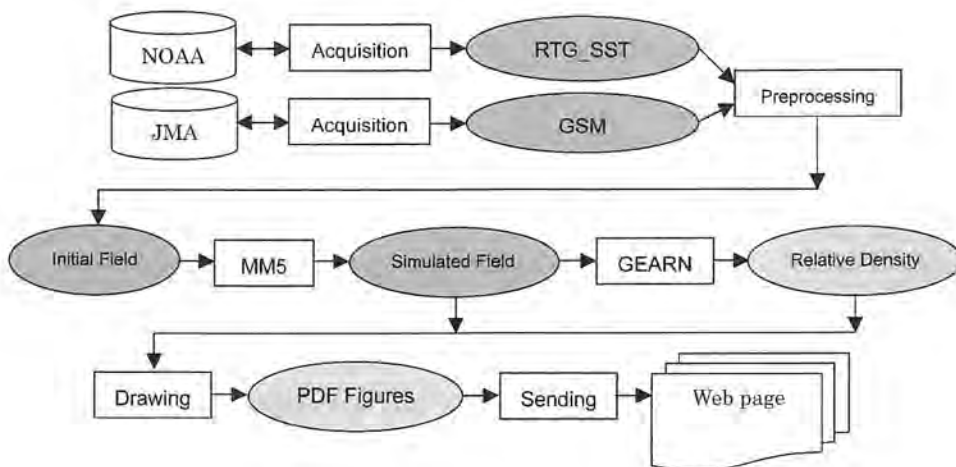 NOAA
Acquisition
RTG_SST
Preprocessing
JMA
Acquisition
GSM
Initial Field
MM5
Simulated Field
GEARN
Relative Density
Drawing
PDF Figures
Sending
Web page